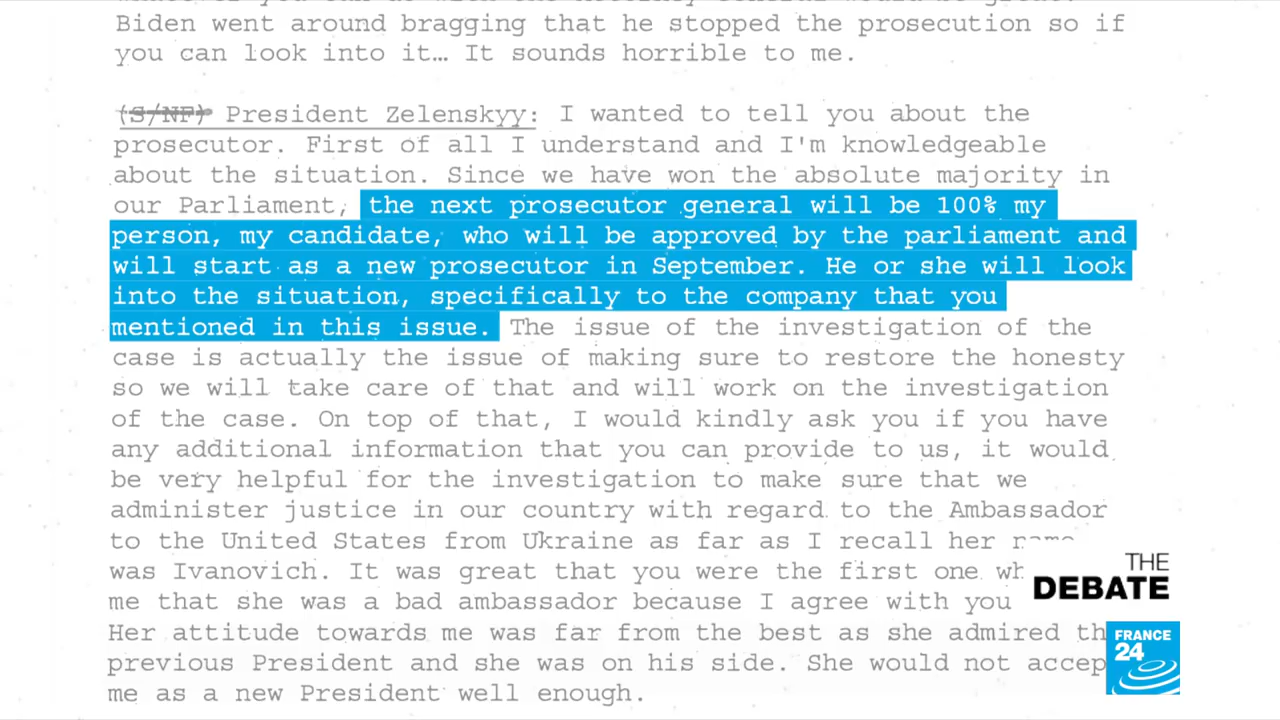 Biden went around bragging that he stopped the prosecution so if
you can look into it… It sounds horrible to me.
(S/NF) President Zelenskyy: I wanted to tell you about the
prosecutor. First of all I understand and I'm knowledgeable
about the situation. Since we have won the absolute majority in
our Parliament, the next prosecutor general will be 100% my
person, my candidate, who will be approved by the parliament and
will start as a new prosecutor in September. He or she will look
into the situation, specifically to the company that you
mentioned in this issue. The issue of the investigation of the
case is actually the issue of making sure to restore the honesty
so we will take care of that and will work on the investigation
of the case. On top of that, I would kindly ask you if you have
any additional information that you can provide to us, it would
be very helpful for the investigation to make sure that we
administer justice in our country with regard to the Ambassador
to the United States from Ukraine as far as I recall her
was Ivanovich. It was great that you were the first one
me that she was a bad ambassador because I agree with you
Her attitude towards me was far from the best as she admired
previous President and she was on his side. She would not
me as a new President well enough.
THE
DEBATE
FRANCE
24